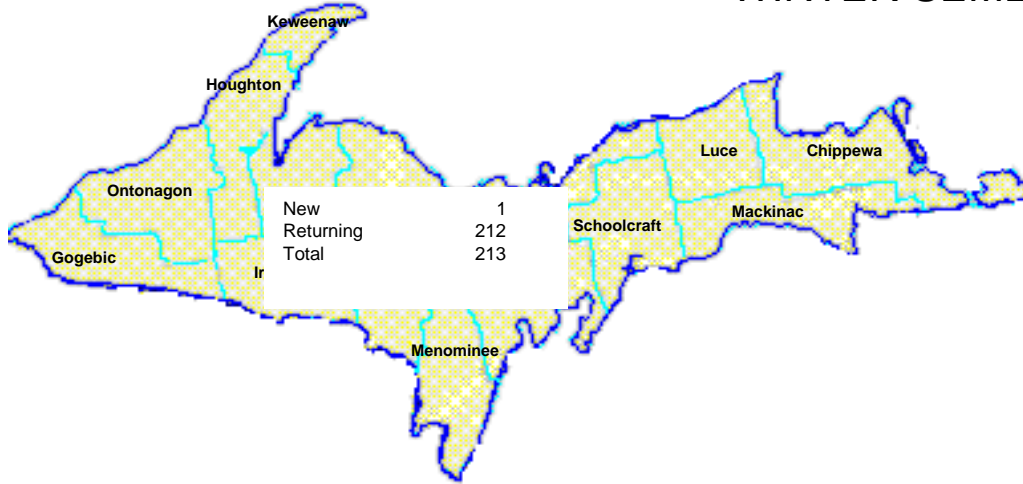 Keweenaw
Houghton
Luce
Chippewa
Ontonagon
New 1
Mackinac
Returning 212
Schoolcraft
Total 213
Gogebic
Menominee